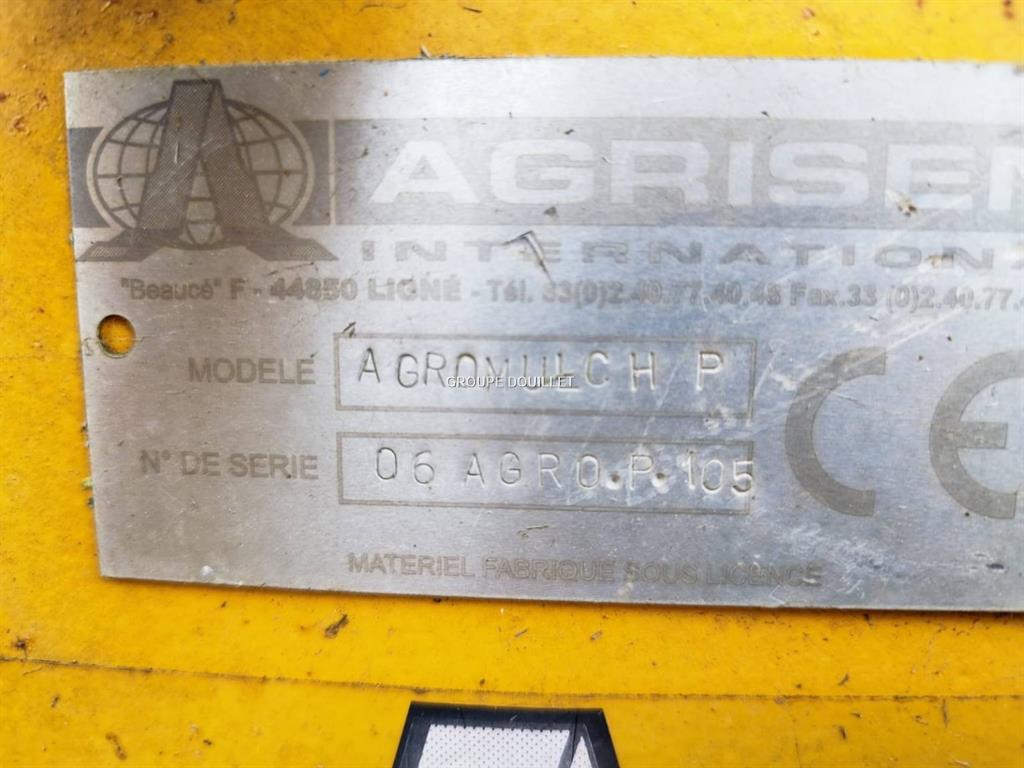 AGRISEM
INTERNATIONA
"Beaucé" F - 44850 LIGNÉ - Tél. 33(0)2.40.77.40.48 Fax.33 (0)2.40.77.
MODELE AGROMULCH P
GROUPE DOUILLET
N° DE SERIE 06 AGRO.P.105
CE
MATERIEL FABRIQUE SOUS LICENCE